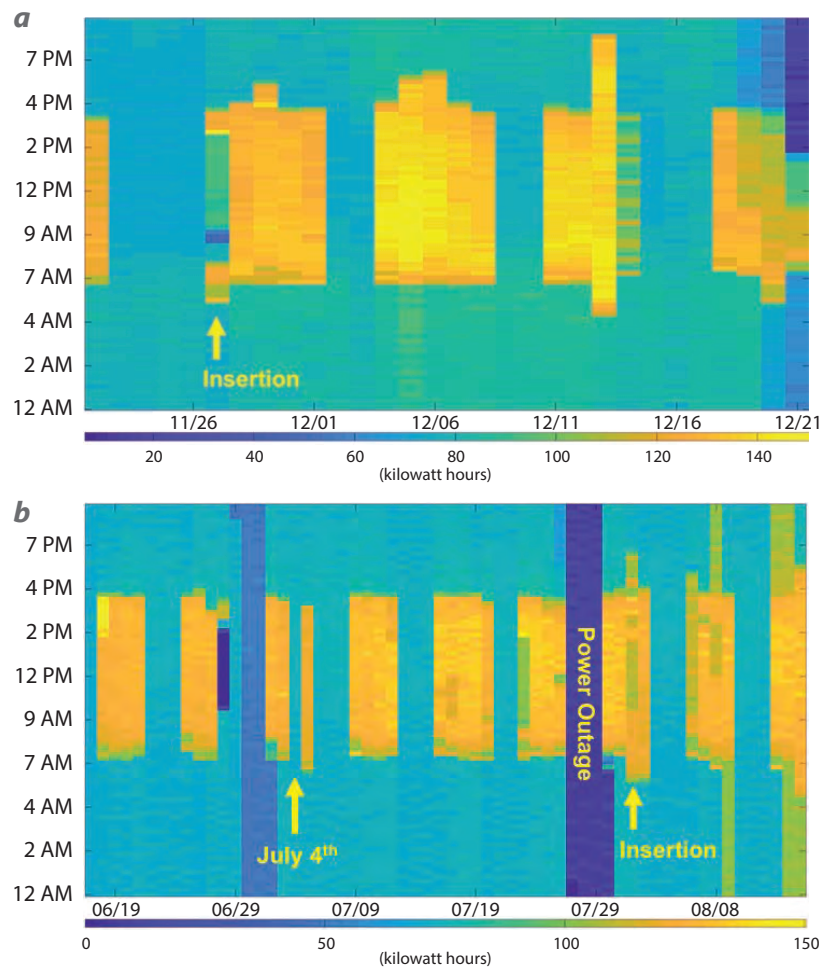 a
7 PM
4 PM
2 PM
12 PM
9 AM
7 AM
4 AM
2 AM
12 AM
Insertion
11/26 12/01 12/06 12/11 12/16 12/21
20 40 60 80 100 120 140
(kilowatt hours)
b
7 PM
4 PM
2 PM
12 PM
9 AM
7 AM
4 AM
2 AM
12 AM
Power Outage
July 4th
Insertion
06/19 06/29 07/09 07/19 07/29 08/08
0 50 100 150
(kilowatt hours)